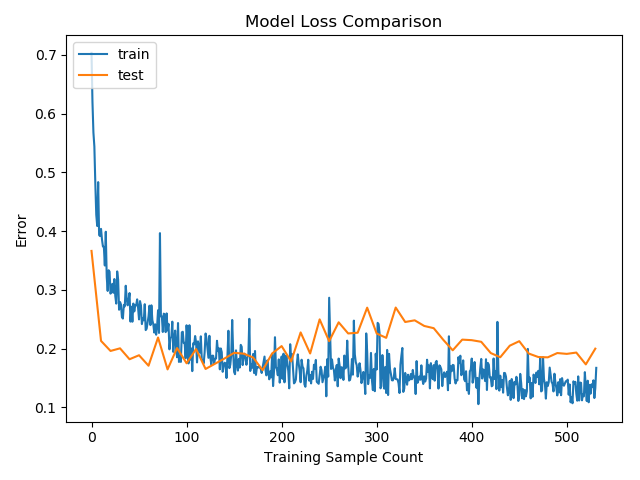 Model Loss Comparison
train
test
0.7
0.6
0.5
0.4
0.3
0.2
0.1
Error
0 100 200 300 400 500
Training Sample Count